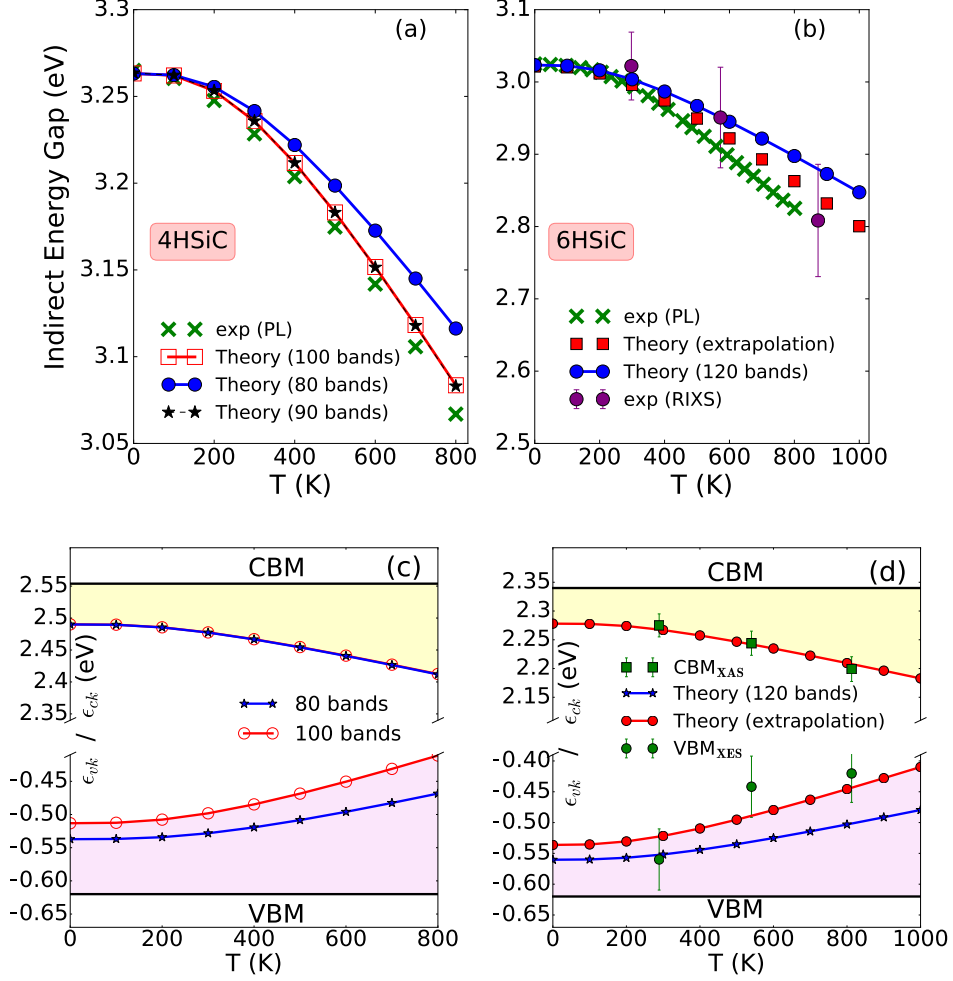 (a)
Indirect Energy Gap (eV)
3.3
3.25
3.2
3.15
3.1
3.05
4HSiC
exp (PL)
Theory (100 bands)
Theory (80 bands)
Theory (90 bands)
0 200 400 600 800
T (K)
(b)
3.1
3.0
2.9
2.8
2.7
2.6
2.5
6HSiC
exp (PL)
Theory (extrapolation)
Theory (120 bands)
exp (RIXS)
0 200 400 600 800 1000
T (K)
(c)
CBM
2.55
2.5
2.45
2.4
2.35
-0.45
-0.50
-0.55
-0.60
-0.65
ϵvk / ϵck (eV)
80 bands
100 bands
VBM
0 200 400 600 800
T (K)
(d)
CBM
2.35
2.3
2.25
2.2
2.15
-0.40
-0.45
-0.50
-0.55
-0.60
-0.65
ϵvk / ϵck (eV)
CBMXAS
Theory (120 bands)
Theory (extrapolation)
VBMXES
VBM
0 200 400 600 800 1000
T (K)